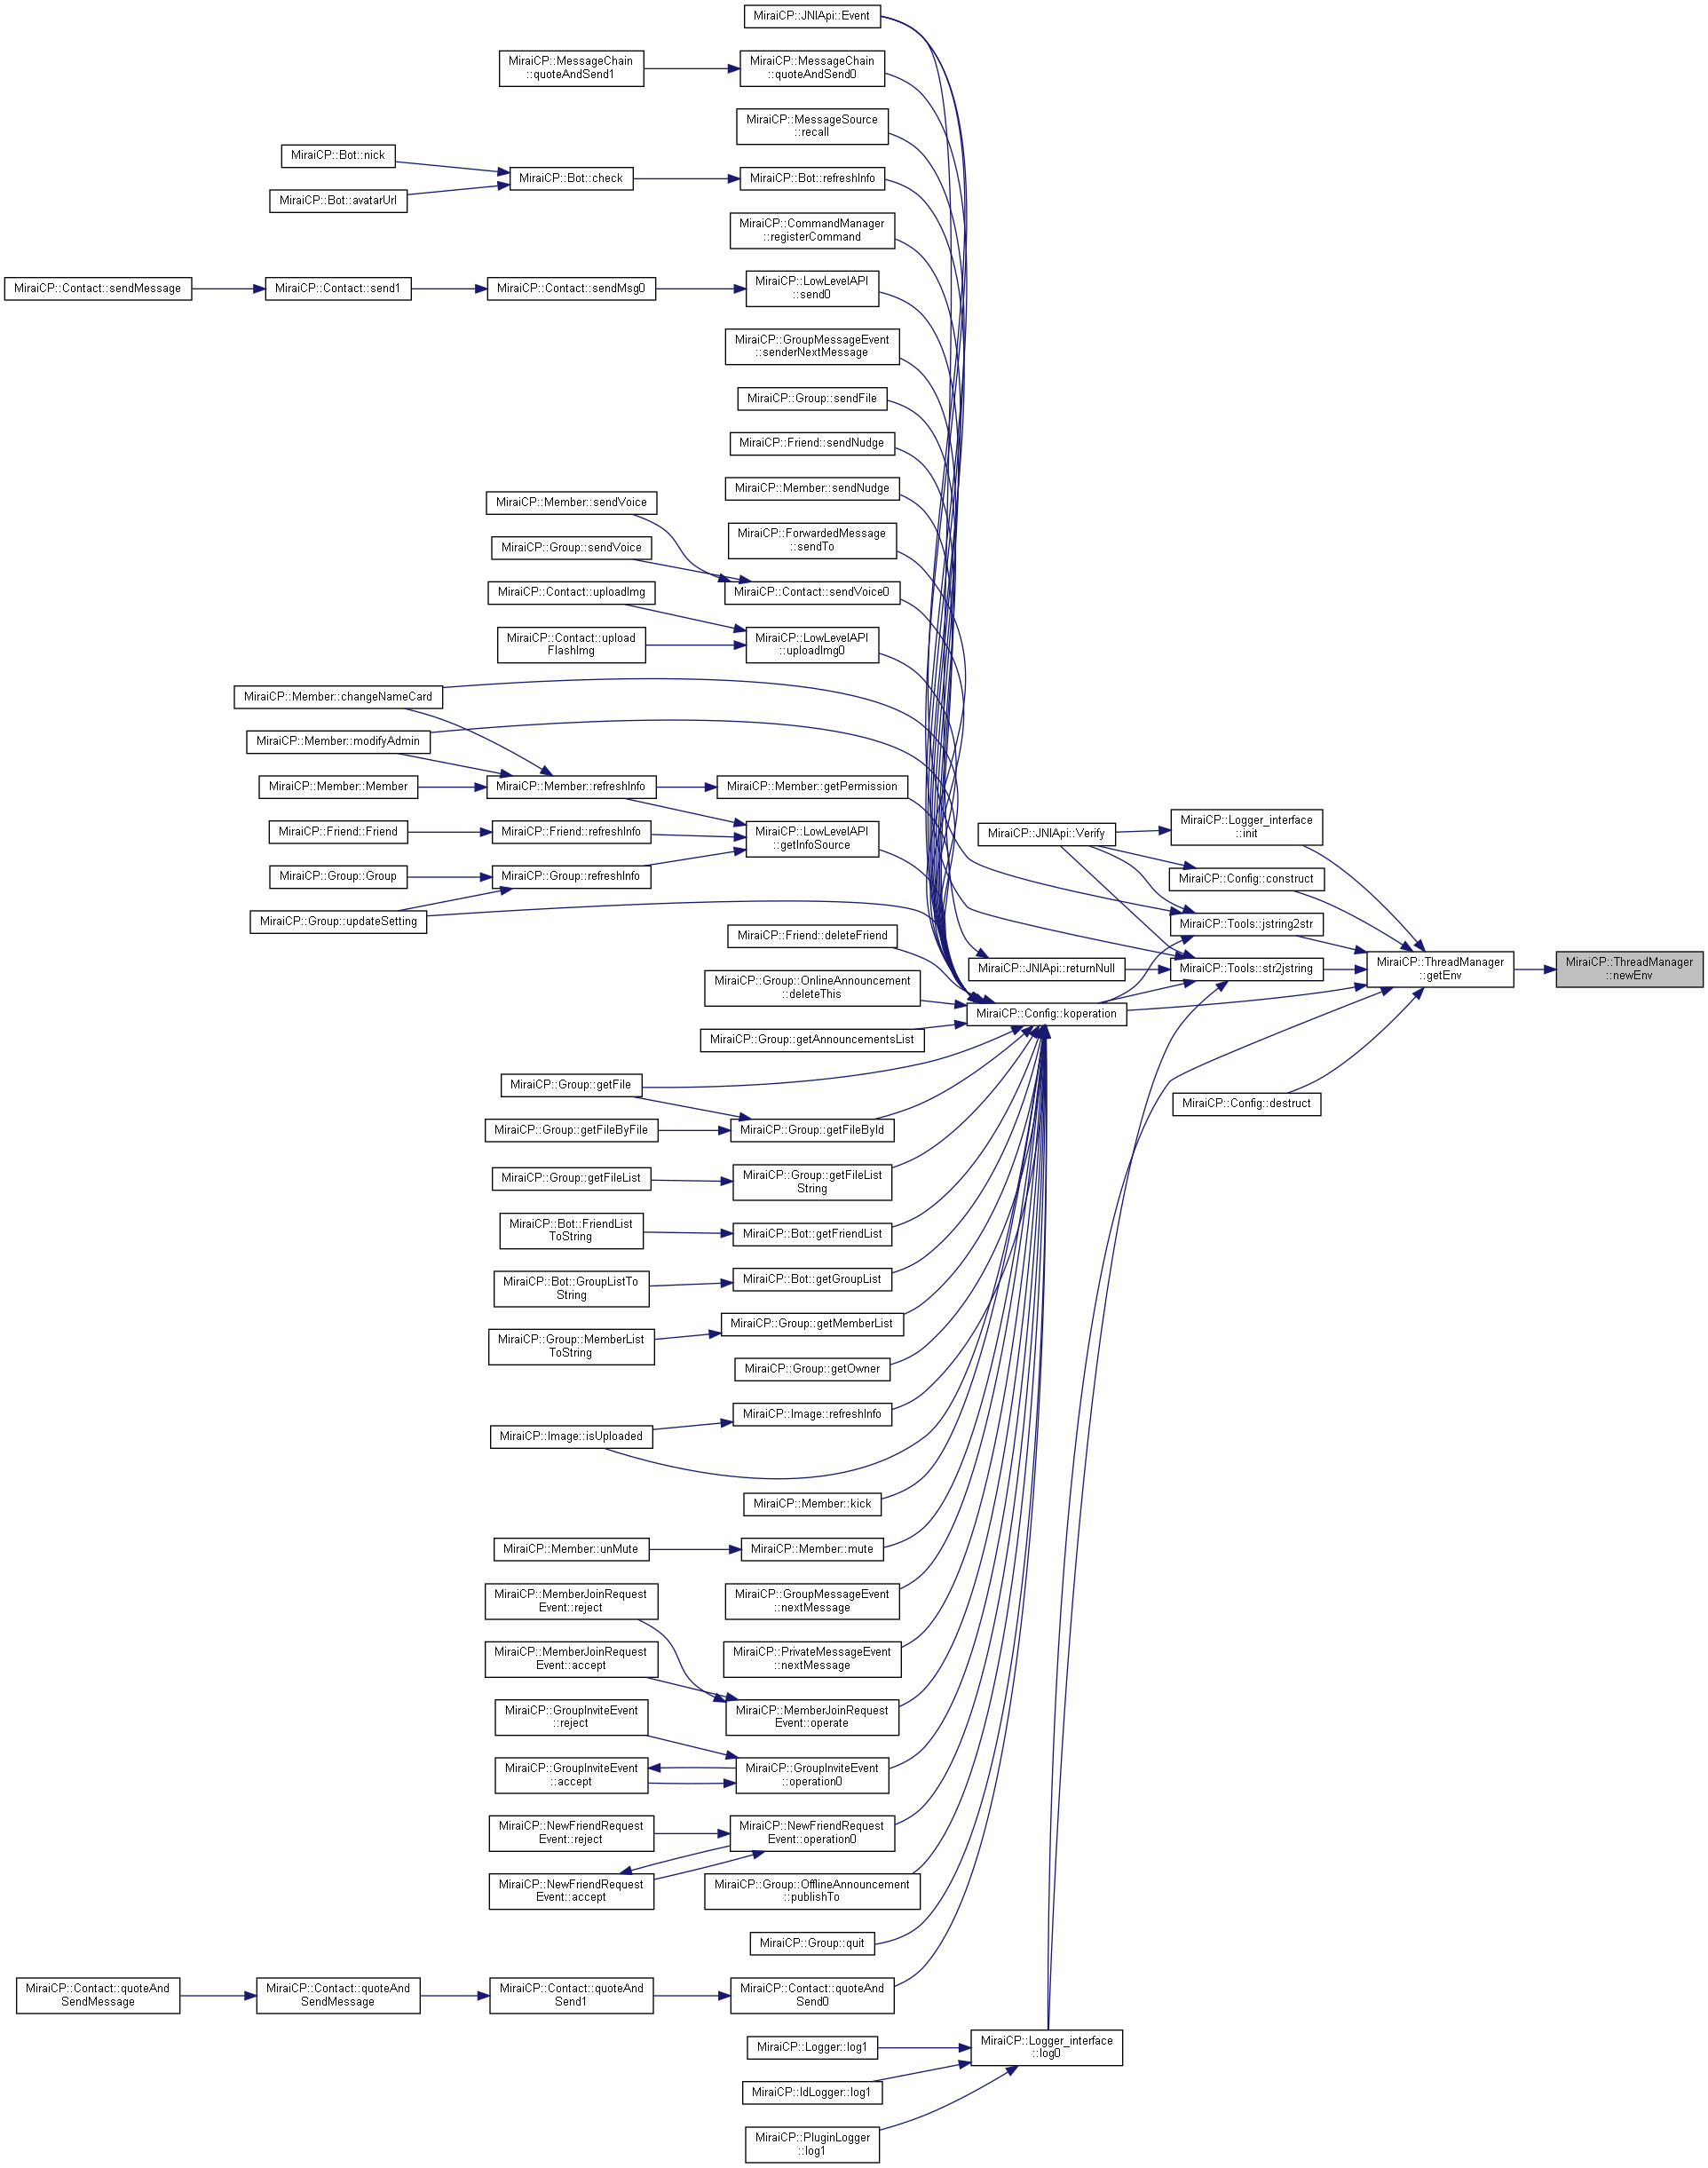 MiraiCP::JNIApi::Event
MiraiCP::MessageChain
::quoteAndSend1
MiraiCP::MessageChain
::quoteAndSend0
MiraiCP::MessageSource
::recall
MiraiCP::Bot::nick
MiraiCP::Bot::avatarUrl
MiraiCP::Bot::check
MiraiCP::Bot::refreshInfo
MiraiCP::CommandManager
::registerCommand
MiraiCP::Contact::sendMessage
MiraiCP::Contact::send1
MiraiCP::Contact::sendMsg0
MiraiCP::LowLevelAPI
::send0
MiraiCP::GroupMessageEvent
::senderNextMessage
MiraiCP::Group::sendFile
MiraiCP::Friend::sendNudge
MiraiCP::Member::sendNudge
MiraiCP::Member::sendVoice
MiraiCP::ForwardedMessage
::sendTo
MiraiCP::Group::sendVoice
MiraiCP::Contact::sendVoice0
MiraiCP::Contact::uploadImg
MiraiCP::Contact::upload
FlashImg
MiraiCP::LowLevelAPI
::uploadImg0
MiraiCP::Member::changeNameCard
MiraiCP::Member::modifyAdmin
MiraiCP::Member::Member
MiraiCP::Member::refreshInfo
MiraiCP::Member::getPermission
MiraiCP::Friend::Friend
MiraiCP::Friend::refreshInfo
MiraiCP::LowLevelAPI
::getInfoSource
MiraiCP::Group::Group
MiraiCP::Group::refreshInfo
MiraiCP::Group::updateSetting
MiraiCP::JNIApi::Verify
MiraiCP::Logger_interface
::init
MiraiCP::Config::construct
MiraiCP::Tools::jstring2str
MiraiCP::Friend::deleteFriend
MiraiCP::JNIApi::returnNull
MiraiCP::Tools::str2jstring
MiraiCP::ThreadManager
::getEnv
MiraiCP::ThreadManager
::newEnv
MiraiCP::Group::OnlineAnnouncement
::deleteThis
MiraiCP::Config::koperation
MiraiCP::Group::getAnnouncementsList
MiraiCP::Group::getFile
MiraiCP::Config::destruct
MiraiCP::Group::getFileByFile
MiraiCP::Group::getFileById
MiraiCP::Group::getFileList
MiraiCP::Group::getFileList
String
MiraiCP::Bot::FriendList
ToString
MiraiCP::Bot::getFriendList
MiraiCP::Bot::GroupListTo
String
MiraiCP::Bot::getGroupList
MiraiCP::Group::MemberList
ToString
MiraiCP::Group::getMemberList
MiraiCP::Group::getOwner
MiraiCP::Image::refreshInfo
MiraiCP::Image::isUploaded
MiraiCP::Member::kick
MiraiCP::Member::unMute
MiraiCP::Member::mute
MiraiCP::MemberJoinRequest
Event::reject
MiraiCP::GroupMessageEvent
::nextMessage
MiraiCP::MemberJoinRequest
Event::accept
MiraiCP::PrivateMessageEvent
::nextMessage
MiraiCP::GroupInviteEvent
::reject
MiraiCP::MemberJoinRequest
Event::operate
MiraiCP::GroupInviteEvent
::accept
MiraiCP::GroupInviteEvent
::operation0
MiraiCP::NewFriendRequest
Event::reject
MiraiCP::NewFriendRequest
Event::operation0
MiraiCP::NewFriendRequest
Event::accept
MiraiCP::Group::OfflineAnnouncement
::publishTo
MiraiCP::Group::quit
MiraiCP::Contact::quoteAnd
SendMessage
MiraiCP::Contact::quoteAnd
SendMessage
MiraiCP::Contact::quoteAnd
Send1
MiraiCP::Contact::quoteAnd
Send0
MiraiCP::Logger::log1
MiraiCP::Logger_interface
::log0
MiraiCP::IdLogger::log1
MiraiCP::PluginLogger
::log1